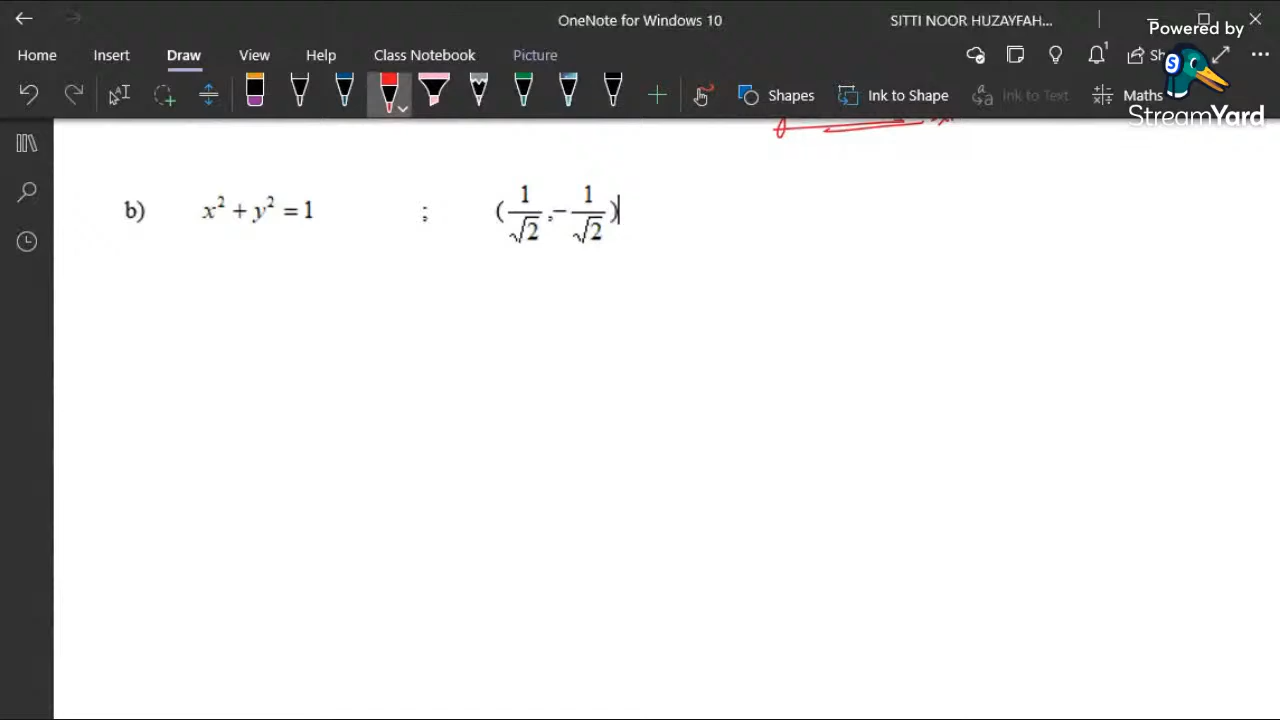 OneNote for Windows 10
SITTI NOOR HUZAYFAH...
Powered by
StreamYard
Home Insert Draw View Help Class Notebook Picture
Shapes Ink to Shape Ink to Text Maths
b) x² + y² = 1 ; (1/√2, -1/√2)